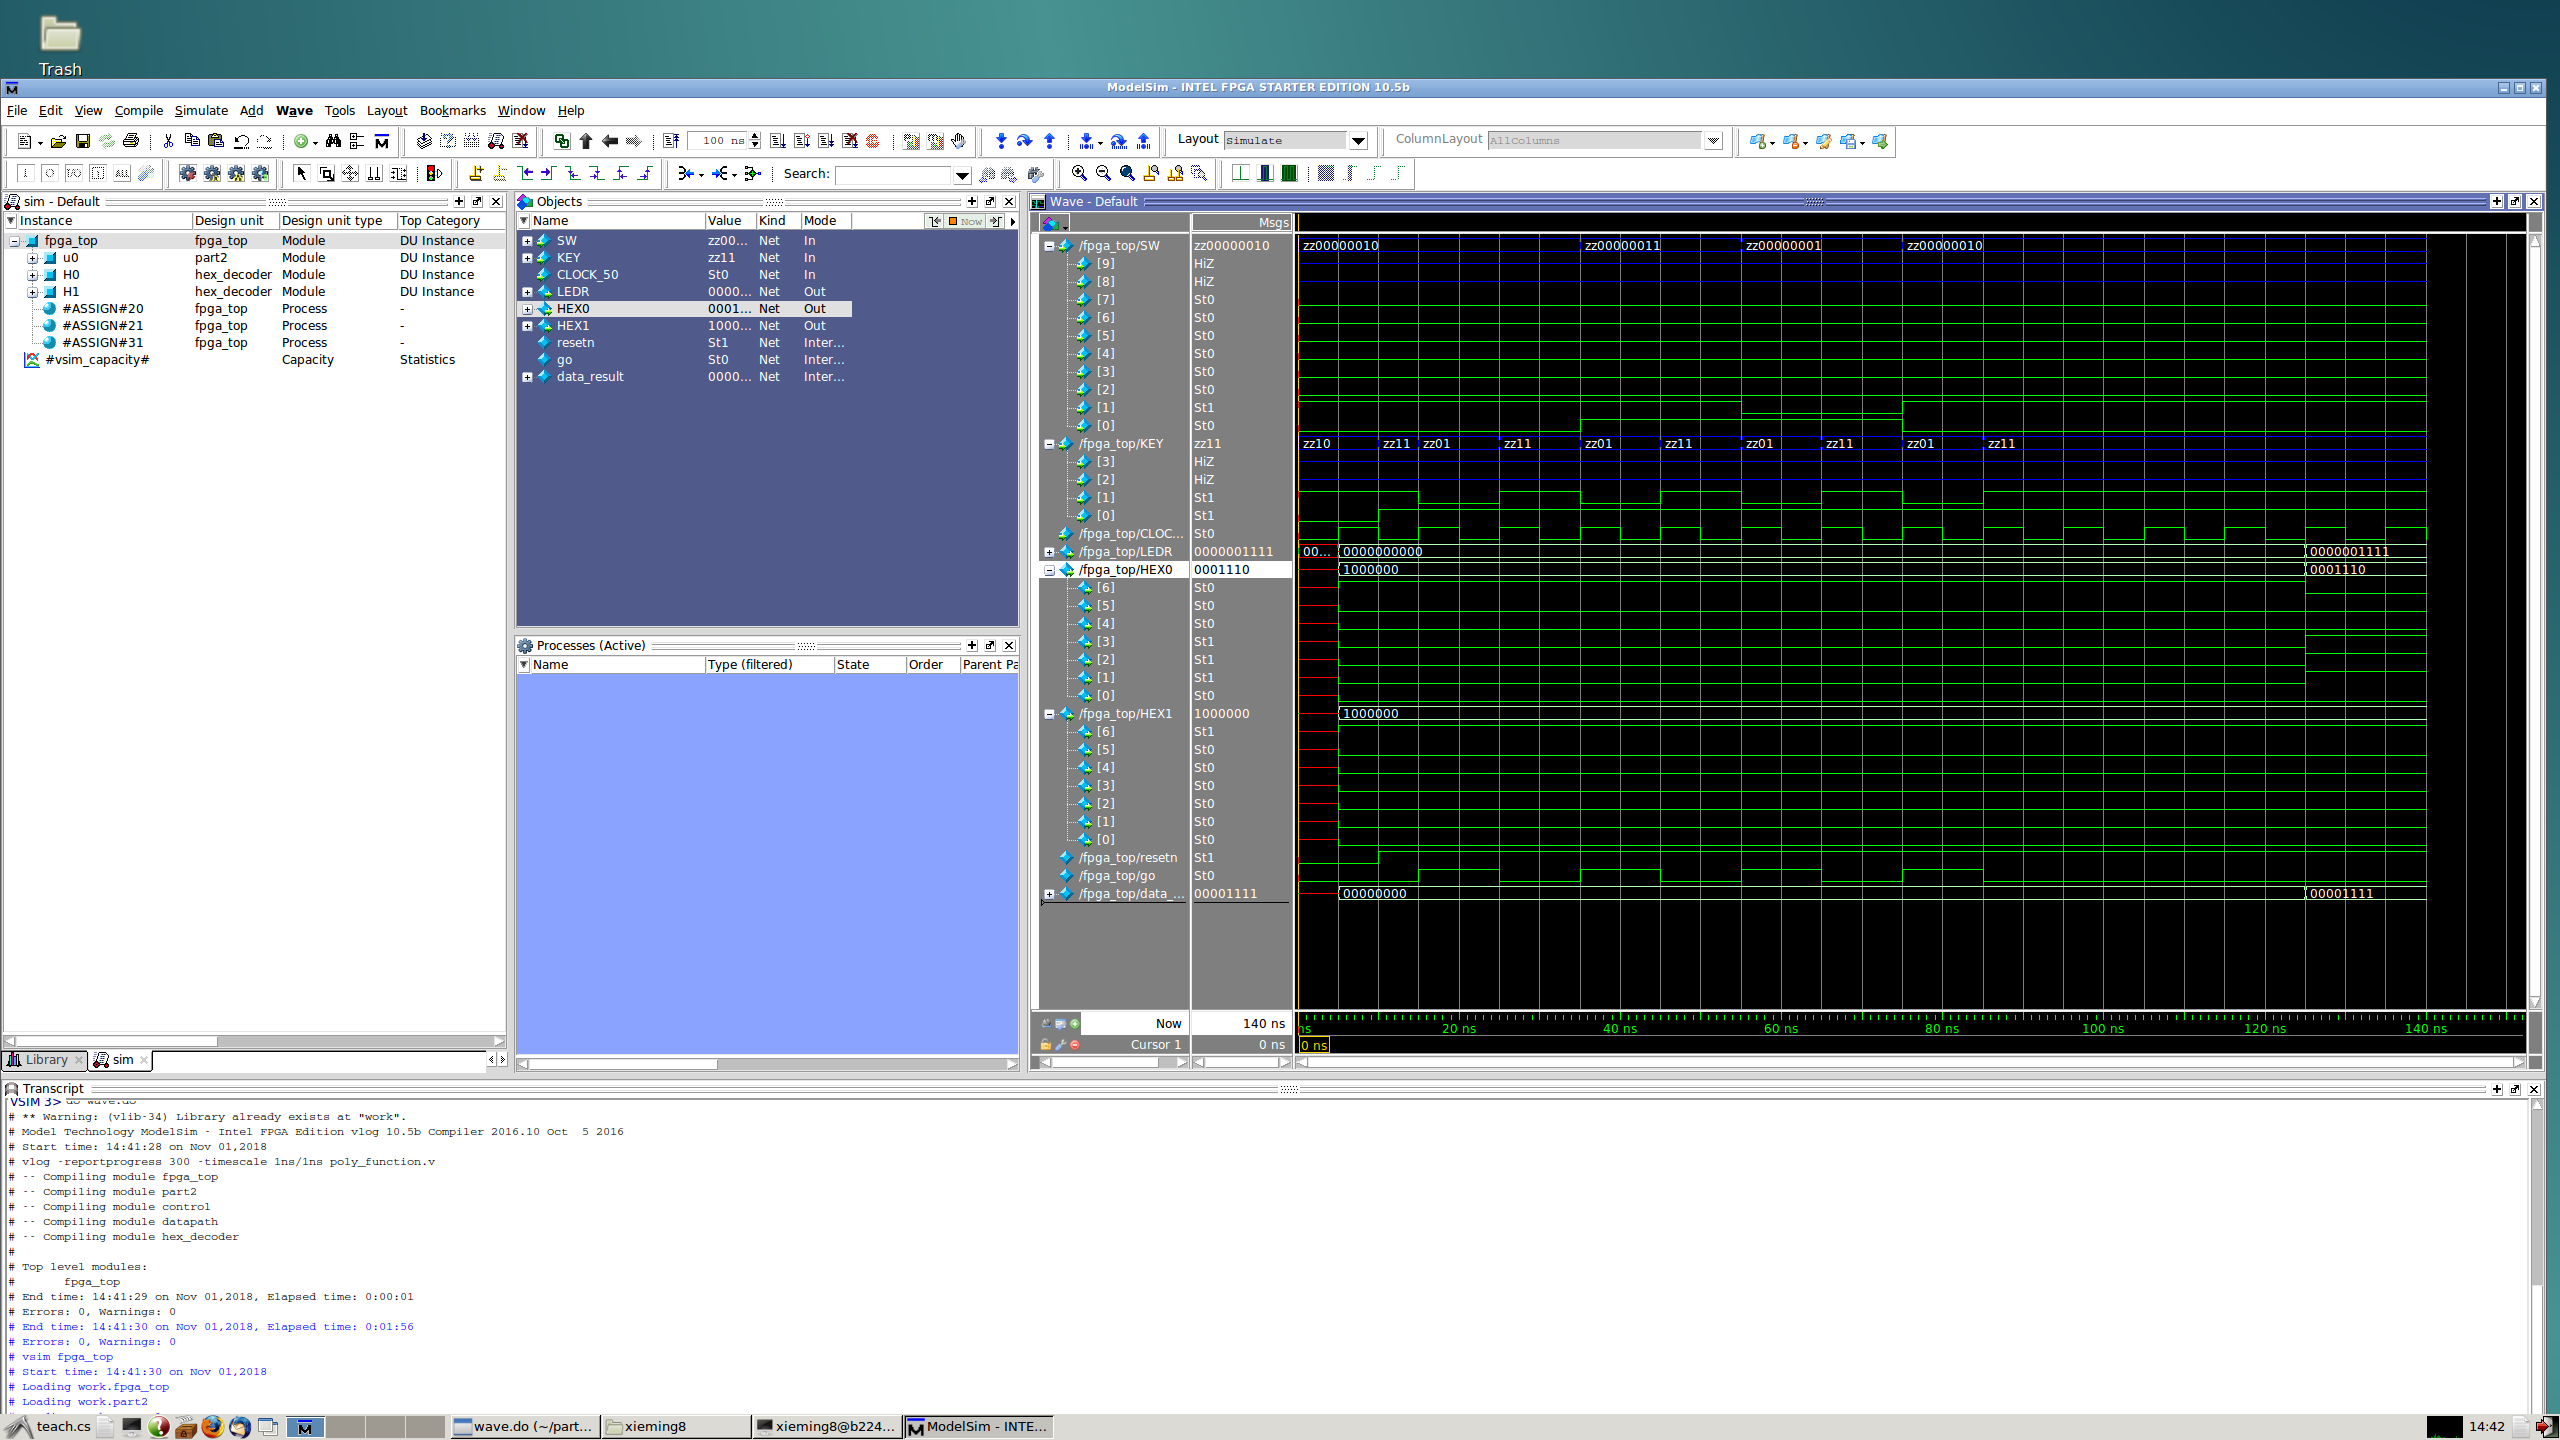 Trash
ModelSim - INTEL FPGA STARTER EDITION 10.5b
File Edit View Compile Simulate Add Wave Tools Layout Bookmarks Window Help
100 ns Layout Simulate ColumnLayout AllColumns
Search:
sim - Default
Instance Design unit Design unit type Top Category
fpga_top fpga_top Module DU Instance
u0 part2 Module DU Instance
H0 hex_decoder Module DU Instance
H1 hex_decoder Module DU Instance
#ASSIGN#20 fpga_top Process -
#ASSIGN#21 fpga_top Process -
#ASSIGN#31 fpga_top Process -
#vsim_capacity# Capacity Statistics
Library sim
Objects
Name Value Kind Mode Now
SW zz00... Net In
KEY zz11 Net In
CLOCK_50 St0 Net In
LEDR 0000... Net Out
HEX0 0001... Net Out
HEX1 1000... Net Out
resetn St1 Net Inter...
go St0 Net Inter...
data_result 0000... Net Inter...
Processes (Active)
Name Type (filtered) State Order Parent Pa
Wave - Default
Msgs
/fpga_top/SW zz00000010 zz00000010 zz00000011 zz00000001 zz00000010
[9] HiZ
[8] HiZ
[7] St0
[6] St0
[5] St0
[4] St0
[3] St0
[2] St0
[1] St1
[0] St0
/fpga_top/KEY zz11 zz10 zz11 zz01 zz11 zz01 zz11 zz01 zz11 zz01 zz11
[3] HiZ
[2] HiZ
[1] St1
[0] St1
/fpga_top/CLOC... St0
/fpga_top/LEDR 0000001111 00... 0000000000 0000001111
/fpga_top/HEX0 0001110 1000000 0001110
[6] St0
[5] St0
[4] St0
[3] St1
[2] St1
[1] St1
[0] St0
/fpga_top/HEX1 1000000 1000000
[6] St1
[5] St0
[4] St0
[3] St0
[2] St0
[1] St0
[0] St0
/fpga_top/resetn St1
/fpga_top/go St0
/fpga_top/data_... 00001111 00000000 00001111
Now 140 ns ns 20 ns 40 ns 60 ns 80 ns 100 ns 120 ns 140 ns
Cursor 1 0 ns 0 ns
Transcript
VSIM 3> do wave.do
# ** Warning: (vlib-34) Library already exists at "work".
# Model Technology ModelSim - Intel FPGA Edition vlog 10.5b Compiler 2016.10 Oct  5 2016
# Start time: 14:41:28 on Nov 01,2018
# vlog -reportprogress 300 -timescale 1ns/1ns poly_function.v
# -- Compiling module fpga_top
# -- Compiling module part2
# -- Compiling module control
# -- Compiling module datapath
# -- Compiling module hex_decoder
#
# Top level modules:
# fpga_top
# End time: 14:41:29 on Nov 01,2018, Elapsed time: 0:00:01
# Errors: 0, Warnings: 0
# End time: 14:41:30 on Nov 01,2018, Elapsed time: 0:01:56
# Errors: 0, Warnings: 0
# vsim fpga_top
# Start time: 14:41:30 on Nov 01,2018
# Loading work.fpga_top
# Loading work.part2
teach.cs wave.do (~/part... xieming8 xieming8@b224... ModelSim - INTE... 14:42